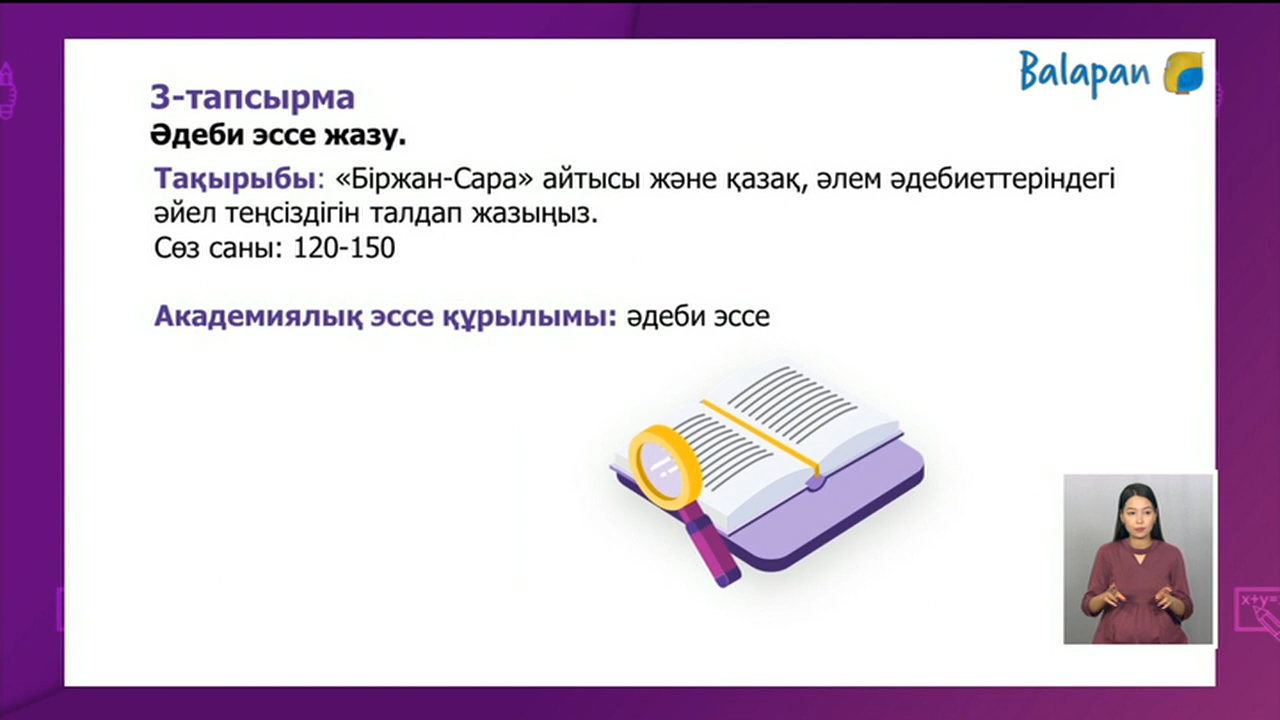 Balapan
3-тапсырма
Әдеби эссе жазу.
Тақырыбы: «Біржан-Сара» айтысы және қазақ, әлем әдебиеттеріндегі
әйел теңсіздігін талдап жазыңыз.
Сөз саны: 120-150
Академиялық эссе құрылымы: әдеби эссе
x+y=